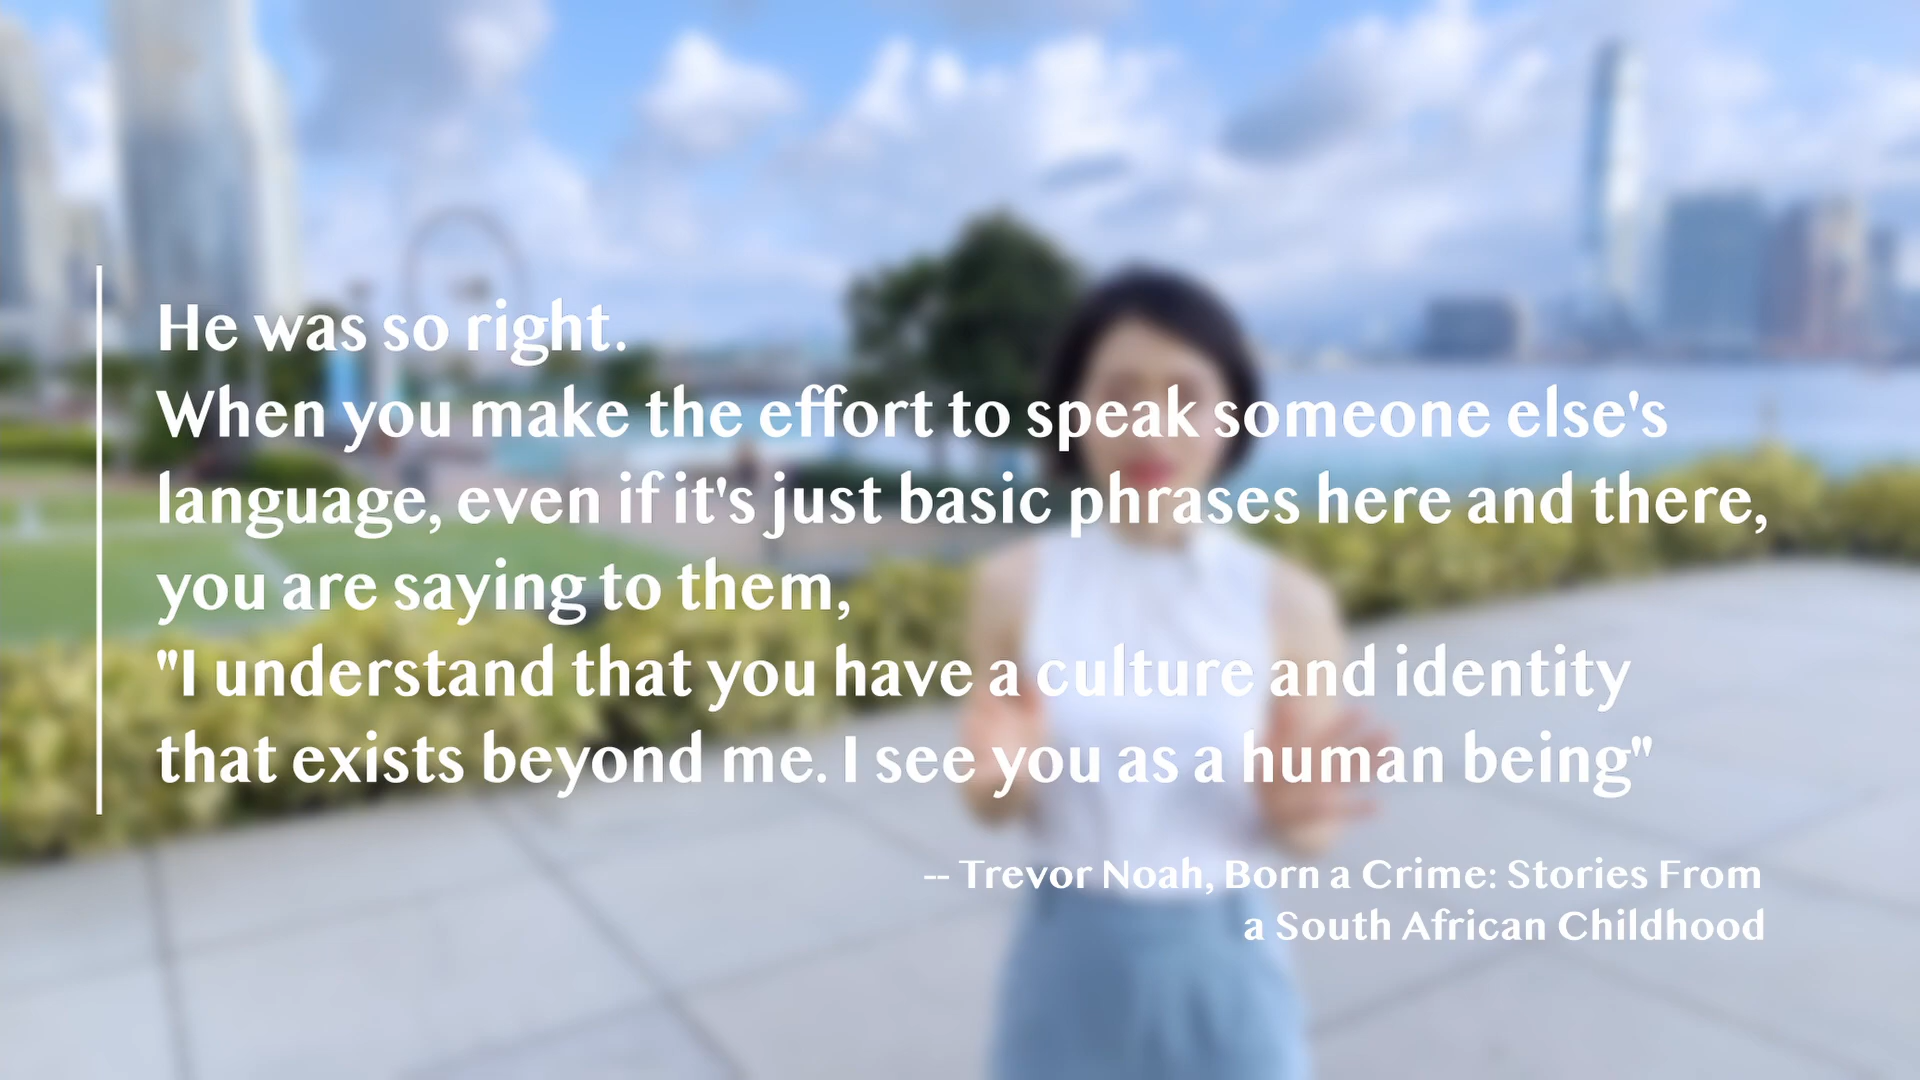 He was so right.
When you make the effort to speak someone else's
language, even if it's just basic phrases here and there,
you are saying to them,
"I understand that you have a culture and identity
that exists beyond me. I see you as a human being"
-- Trevor Noah, Born a Crime: Stories From
a South African Childhood